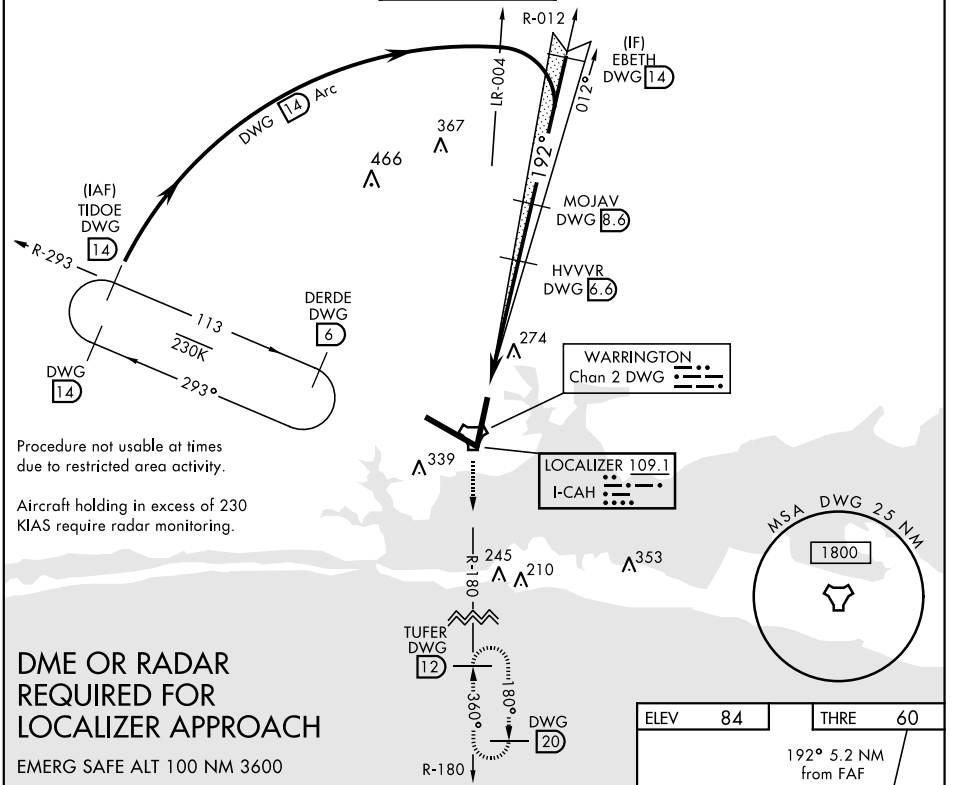 R-012
(IF)
EBETH
DWG 14
012°
LR-004
DWG 14 Arc
367
466
192°
(IAF)
TIDOE
DWG
14
MOJAV
DWG 8.6
R-293
HVVVR
DWG 6.6
DERDE
DWG
6
113
230K
293°
DWG
14
274
WARRINGTON
Chan 2 DWG
Procedure not usable at times
due to restricted area activity.
339
LOCALIZER 109.1
I-CAH
Aircraft holding in excess of 230
KIAS require radar monitoring.
MSA DWG 25 NM
1800
R-180
245
210
353
TUFER
DWG
12
360°
180°
DWG
20
R-180
DME OR RADAR
REQUIRED FOR
LOCALIZER APPROACH
EMERG SAFE ALT 100 NM 3600
ELEV 84
THRE 60
192° 5.2 NM
from FAF